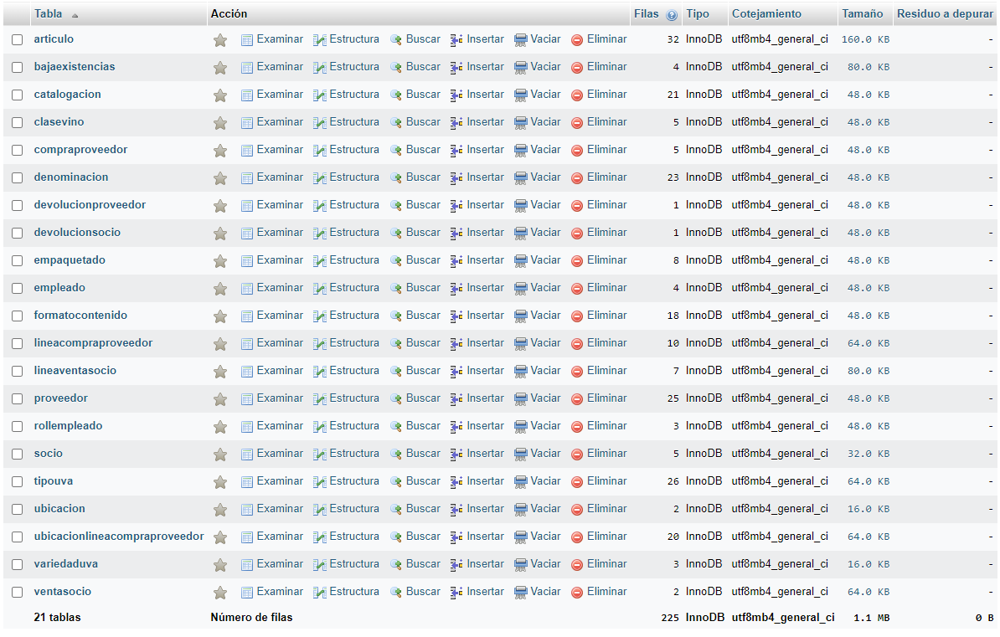 Tabla Acción Filas Tipo Cotejamiento Tamaño Residuo a depurar
articulo Examinar Estructura Buscar Insertar Vaciar Eliminar 32 InnoDB utf8mb4_general_ci 160.0 KB -
bajaexistencias Examinar Estructura Buscar Insertar Vaciar Eliminar 4 InnoDB utf8mb4_general_ci 80.0 KB -
catalogacion Examinar Estructura Buscar Insertar Vaciar Eliminar 21 InnoDB utf8mb4_general_ci 48.0 KB -
clasevino Examinar Estructura Buscar Insertar Vaciar Eliminar 5 InnoDB utf8mb4_general_ci 48.0 KB -
compraproveedor Examinar Estructura Buscar Insertar Vaciar Eliminar 5 InnoDB utf8mb4_general_ci 48.0 KB -
denominacion Examinar Estructura Buscar Insertar Vaciar Eliminar 23 InnoDB utf8mb4_general_ci 48.0 KB -
devolucionproveedor Examinar Estructura Buscar Insertar Vaciar Eliminar 1 InnoDB utf8mb4_general_ci 48.0 KB -
devolucionsocio Examinar Estructura Buscar Insertar Vaciar Eliminar 1 InnoDB utf8mb4_general_ci 48.0 KB -
empaquetado Examinar Estructura Buscar Insertar Vaciar Eliminar 8 InnoDB utf8mb4_general_ci 48.0 KB -
empleado Examinar Estructura Buscar Insertar Vaciar Eliminar 4 InnoDB utf8mb4_general_ci 48.0 KB -
formatocontenido Examinar Estructura Buscar Insertar Vaciar Eliminar 18 InnoDB utf8mb4_general_ci 48.0 KB -
lineacompraproveedor Examinar Estructura Buscar Insertar Vaciar Eliminar 10 InnoDB utf8mb4_general_ci 64.0 KB -
lineaventasocio Examinar Estructura Buscar Insertar Vaciar Eliminar 7 InnoDB utf8mb4_general_ci 80.0 KB -
proveedor Examinar Estructura Buscar Insertar Vaciar Eliminar 25 InnoDB utf8mb4_general_ci 48.0 KB -
rollempleado Examinar Estructura Buscar Insertar Vaciar Eliminar 3 InnoDB utf8mb4_general_ci 48.0 KB -
socio Examinar Estructura Buscar Insertar Vaciar Eliminar 5 InnoDB utf8mb4_general_ci 32.0 KB -
tipouva Examinar Estructura Buscar Insertar Vaciar Eliminar 26 InnoDB utf8mb4_general_ci 64.0 KB -
ubicacion Examinar Estructura Buscar Insertar Vaciar Eliminar 2 InnoDB utf8mb4_general_ci 16.0 KB -
ubicacionlineacompraproveedor Examinar Estructura Buscar Insertar Vaciar Eliminar 20 InnoDB utf8mb4_general_ci 64.0 KB -
variedaduva Examinar Estructura Buscar Insertar Vaciar Eliminar 3 InnoDB utf8mb4_general_ci 16.0 KB -
ventasocio Examinar Estructura Buscar Insertar Vaciar Eliminar 2 InnoDB utf8mb4_general_ci 64.0 KB -
21 tablas Número de filas 225 InnoDB utf8mb4_general_ci 1.1 MB 0 B